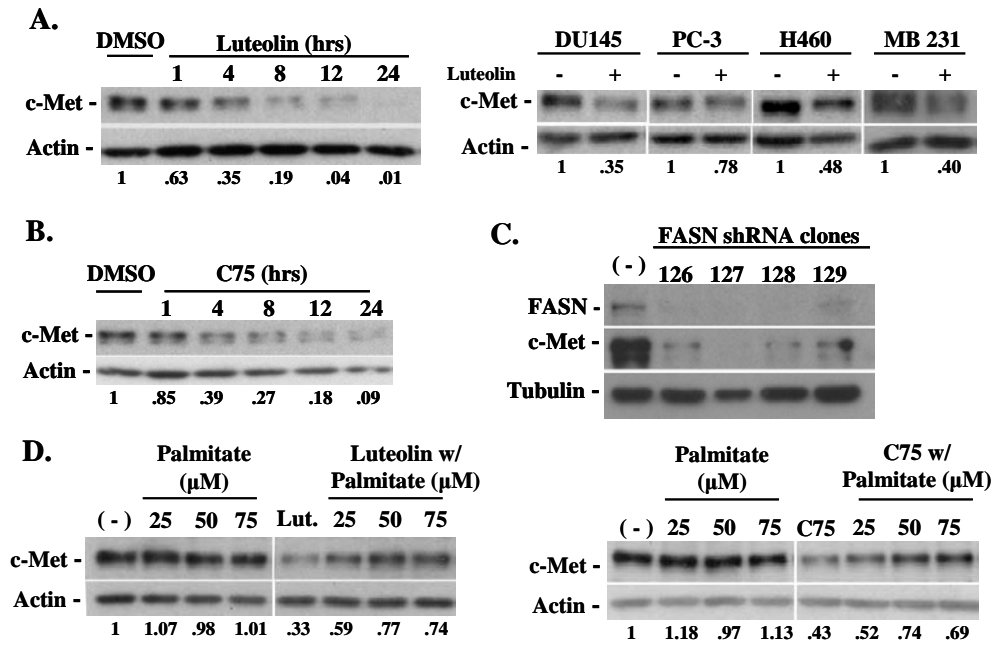 A.
DMSO Luteolin (hrs)
1 4 8 12 24
c-Met -
Actin -
1 .63 .35 .19 .04 .01
DU145 PC-3 H460 MB 231
Luteolin - + - + - + - +
c-Met -
Actin -
1 .35 1 .78 1 .48 1 .40
B.
DMSO C75 (hrs)
1 4 8 12 24
c-Met -
Actin -
1 .85 .39 .27 .18 .09
C.
FASN shRNA clones
( - ) 126 127 128 129
FASN -
c-Met -
Tubulin -
D.
Palmitate
(µM)
Luteolin w/
Palmitate (µM)
( - ) 25 50 75 Lut. 25 50 75
c-Met -
Actin -
1 1.07 .98 1.01 .33 .59 .77 .74
Palmitate
(µM)
C75 w/
Palmitate (µM)
( - ) 25 50 75 C75 25 50 75
c-Met -
Actin -
1 1.18 .97 1.13 .43 .52 .74 .69